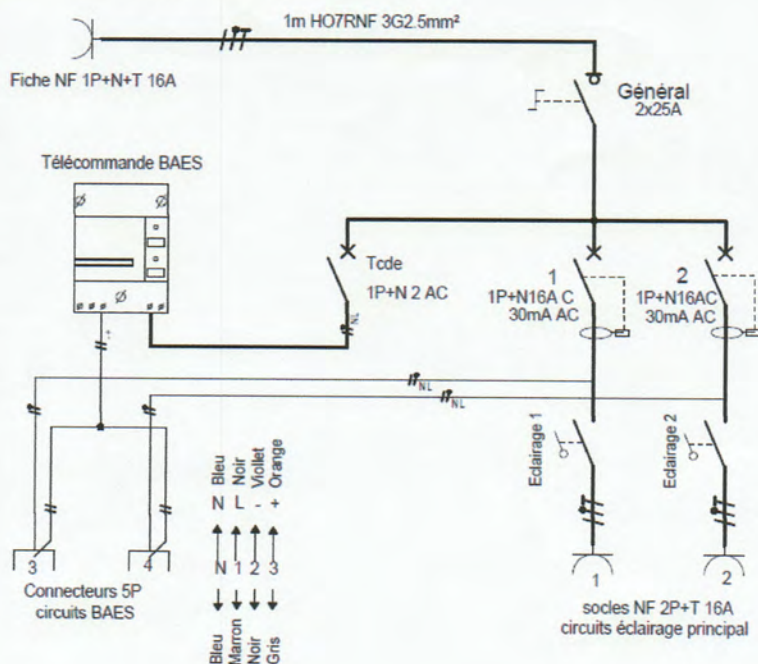 1m HO7RNF 3G2.5mm²
Fiche NF 1P+N+T 16A
Général
2x25A
Télécommande BAES
Tcde
1P+N 2 AC
NL
1
1P+N16A C
30mA AC
2
1P+N16AC
30mA AC
- +
NL
NL
Eclairage 1
Eclairage 2
Bleu
Noir
Viollet
Orange
N L - +
N 1 2 3
Bleu
Marron
Noir
Gris
3
4
Connecteurs 5P
circuits BAES
1
2
socles NF 2P+T 16A
circuits éclairage principal